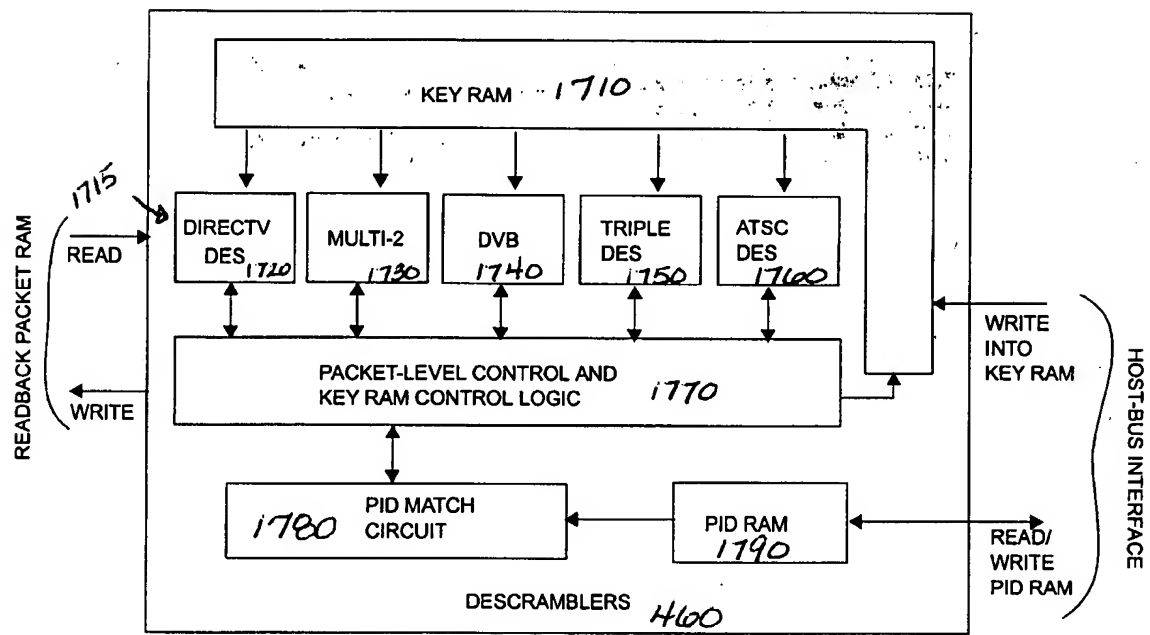 KEY RAM 1710
1715
DIRECTV
DES 1720
MULTI-2
1730
DVB
1740
TRIPLE
DES
1750
ATSC
DES
1760
READBACK PACKET RAM
READ
WRITE
PACKET-LEVEL CONTROL AND
KEY RAM CONTROL LOGIC 1770
WRITE
INTO
KEY RAM
HOST-BUS INTERFACE
1780 PID MATCH
CIRCUIT
PID RAM
1790
READ/
WRITE
PID RAM
DESCRAMBLERS 460